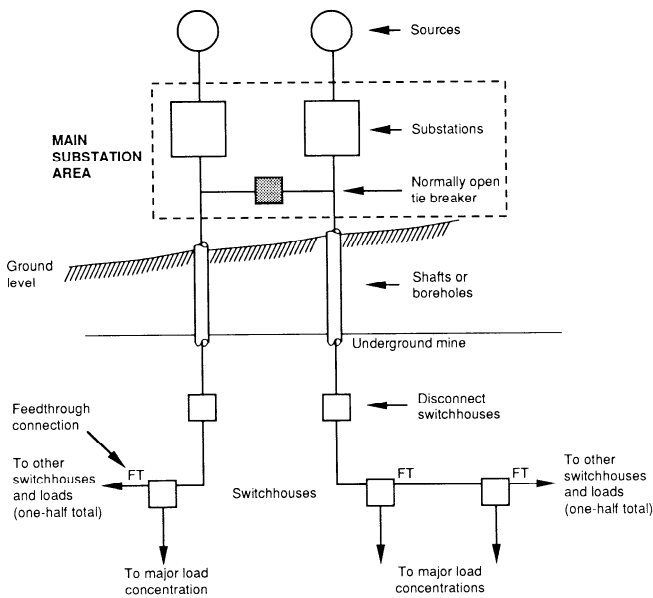 Sources
MAIN
SUBSTATION
AREA
Substations
Normally open
tie breaker
Ground
level
Shafts or
boreholes
Underground mine
Feedthrough
connection
Disconnect
switchhouses
FT
To other
switchhouses
and loads
(one-half total)
Switchhouses
FT
FT
To other
switchhouses
and loads
(one-half total)
To major load
concentration
To major load
concentrations